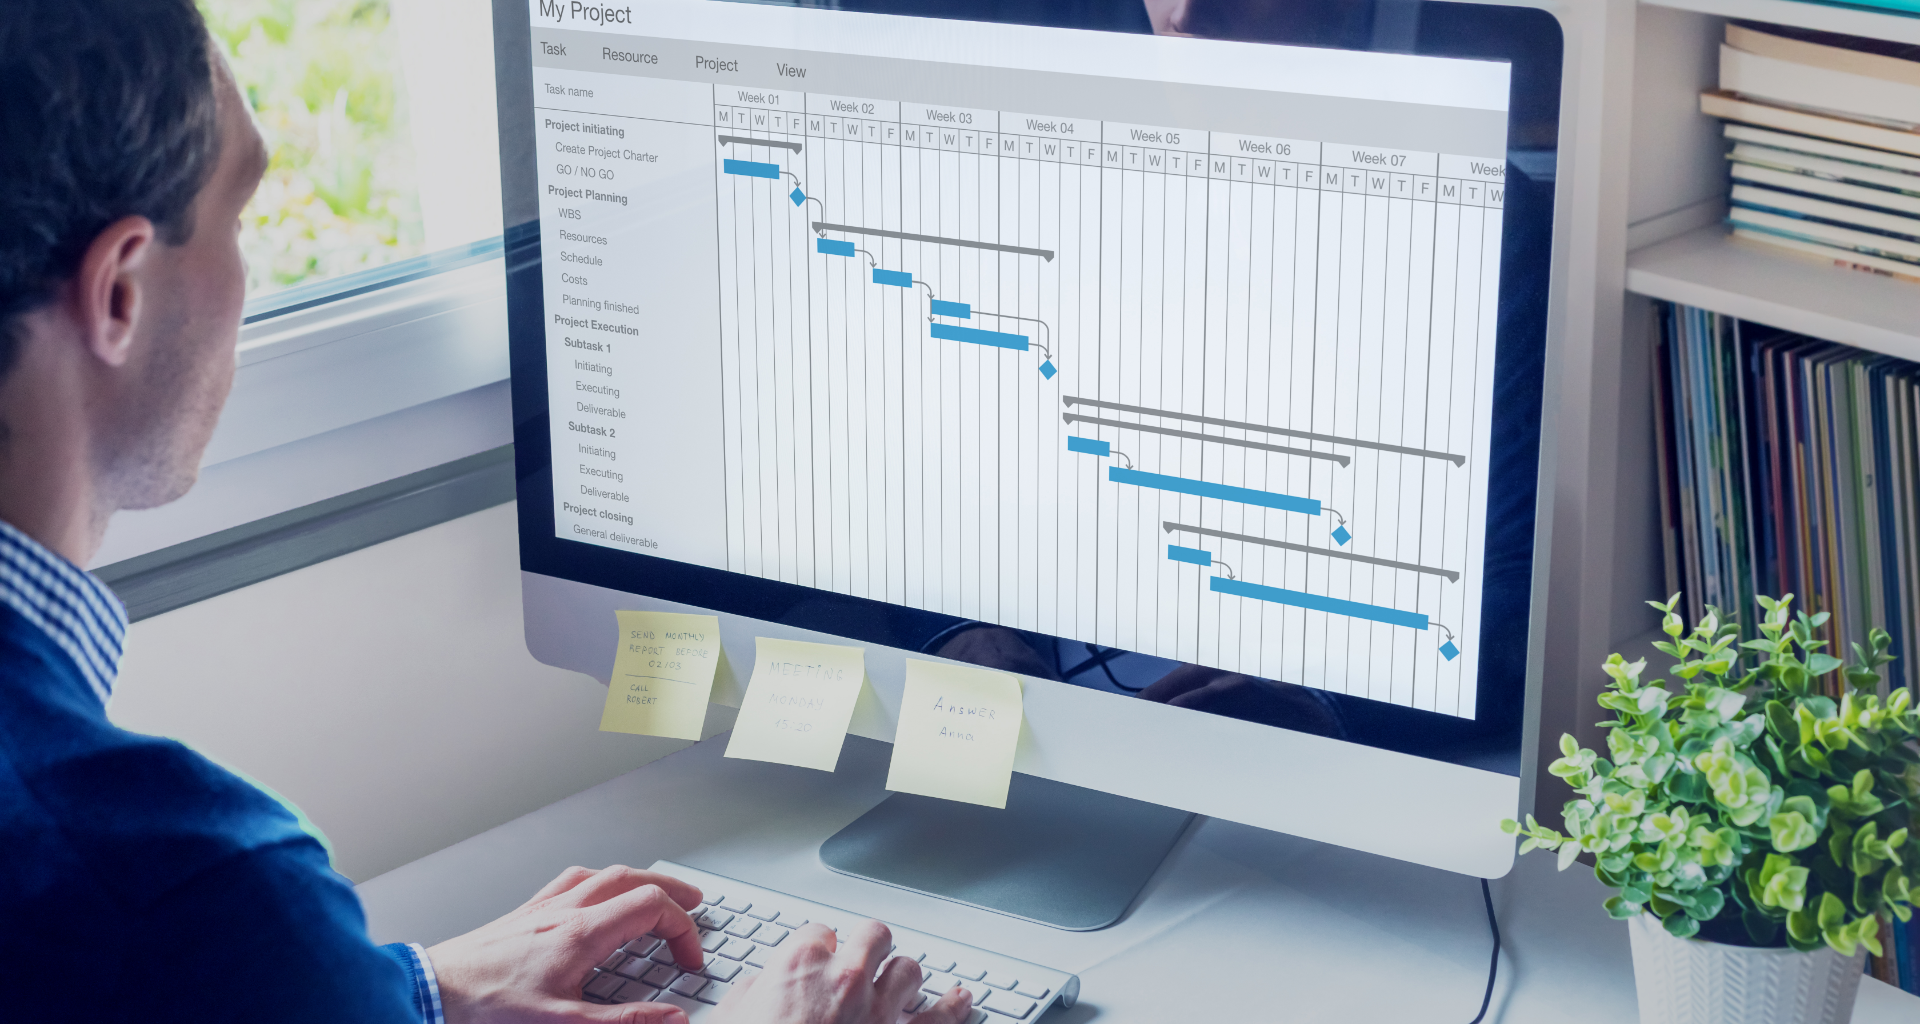 My Project
Task Resource Project View
Task name
Week 01 Week 02 Week 03 Week 04 Week 05 Week 06 Week 07 Week
M T W T F M T W T F M T W T F M T W T F M T W T F M T W T F M T W T F M T W
Project initiating
Create Project Charter
GO / NO GO
Project Planning
WBS
Resources
Schedule
Costs
Planning finished
Project Execution
Subtask 1
Initiating
Executing
Deliverable
Subtask 2
Initiating
Executing
Deliverable
Project closing
General deliverable
SEND MONTHLY
REPORT BEFORE
02/03
CALL
ROBERT
MEETING
MONDAY
15:20
Answer
Anna